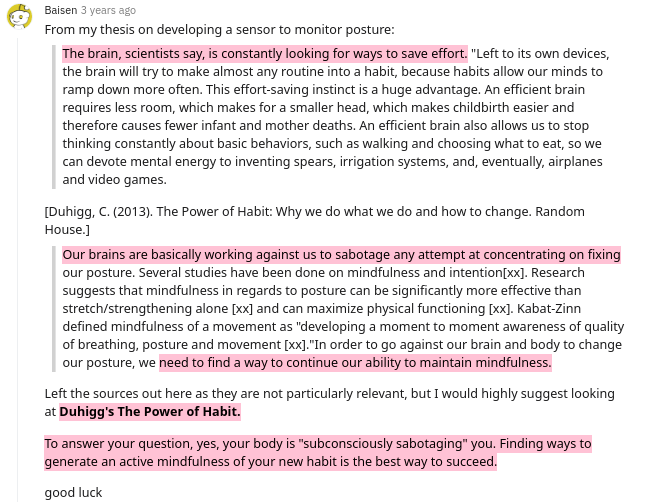 Baisen 3 years ago
From my thesis on developing a sensor to monitor posture:
The brain, scientists say, is constantly looking for ways to save effort. "Left to its own devices,
the brain will try to make almost any routine into a habit, because habits allow our minds to
ramp down more often. This effort-saving instinct is a huge advantage. An efficient brain
requires less room, which makes for a smaller head, which makes childbirth easier and
therefore causes fewer infant and mother deaths. An efficient brain also allows us to stop
thinking constantly about basic behaviors, such as walking and choosing what to eat, so we
can devote mental energy to inventing spears, irrigation systems, and, eventually, airplanes
and video games.
[Duhigg, C. (2013). The Power of Habit: Why we do what we do and how to change. Random
House.]
Our brains are basically working against us to sabotage any attempt at concentrating on fixing
our posture. Several studies have been done on mindfulness and intention[xx]. Research
suggests that mindfulness in regards to posture can be significantly more effective than
stretch/strengthening alone [xx] and can maximize physical functioning [xx]. Kabat-Zinn
defined mindfulness of a movement as "developing a moment to moment awareness of quality
of breathing, posture and movement [xx]."In order to go against our brain and body to change
our posture, we need to find a way to continue our ability to maintain mindfulness.
Left the sources out here as they are not particularly relevant, but I would highly suggest looking
at Duhigg's The Power of Habit.
To answer your question, yes, your body is "subconsciously sabotaging" you. Finding ways to
generate an active mindfulness of your new habit is the best way to succeed.
good luck